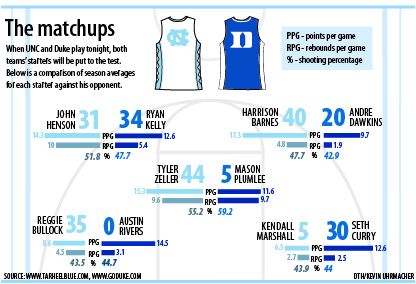 The matchups
When UNC and Duke play tonight, both
teams' staffers will be put to the test.
Below is a comparison of season averages
for each staffer against his opponent.
NC
D
PPG - points per game
RPG - rebounds per game
% - shooting percentage
JOHN HENSON 31 34 RYAN KELLY
14.3 PPG 12.6
10 RPG 5.4
51.8 % 47.7
HARRISON BARNES 40 20 ANDRE DAWKINS
17.3 PPG 9.7
4.8 RPG 1.9
47.7 % 42.9
TYLER ZELLER 44 5 MASON PLUMLEE
15.3 PPG 11.6
9.6 RPG 9.7
55.2 % 59.2
REGGIE BULLOCK 35 0 AUSTIN RIVERS
8.6 PPG 14.5
4.5 RPG 3.1
43.5 % 44.7
KENDALL MARSHALL 5 30 SETH CURRY
6.5 PPG 12.6
2.7 RPG 2.5
43.9 % 44
SOURCE: WWW.TARHEELBLUE.COM, WWW.GODUKE.COM
DTH/KEVIN UHRMACHER